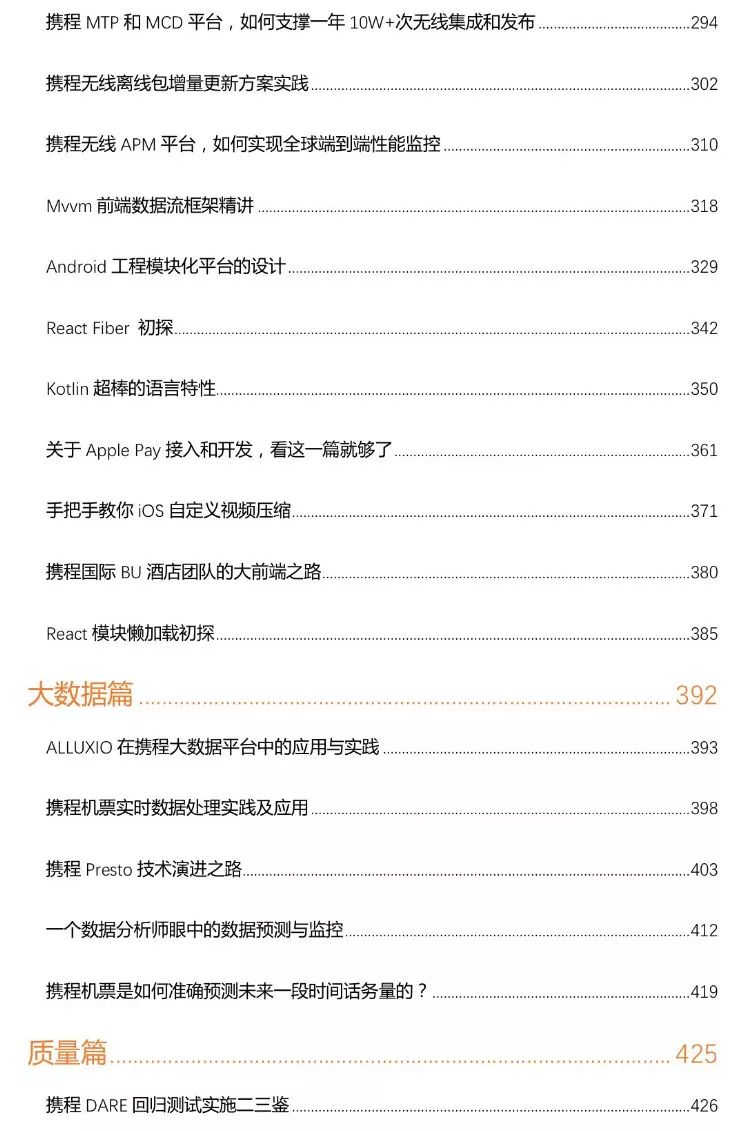 携程 MTP 和 MCD 平台，如何支撑一年 10W+次无线集成和发布 294
携程无线离线包增量更新方案实践 302
携程无线 APM 平台，如何实现全球端到端性能监控 310
Mvvm 前端数据流框架精讲 318
Android 工程模块化平台的设计 329
React Fiber 初探 342
Kotlin 超棒的语言特性 350
关于 Apple Pay 接入和开发，看这一篇就够了 361
手把手教你 iOS 自定义视频压缩 371
携程国际 BU 酒店团队的大前端之路 380
React 模块懒加载初探 385
大数据篇 392
ALLUXIO 在携程大数据平台中的应用与实践 393
携程机票实时数据处理实践及应用 398
携程 Presto 技术演进之路 403
一个数据分析师眼中的数据预测与监控 412
携程机票是如何准确预测未来一段时间话务量的？ 419
质量篇 425
携程 DARE 回归测试实施二三鉴 426